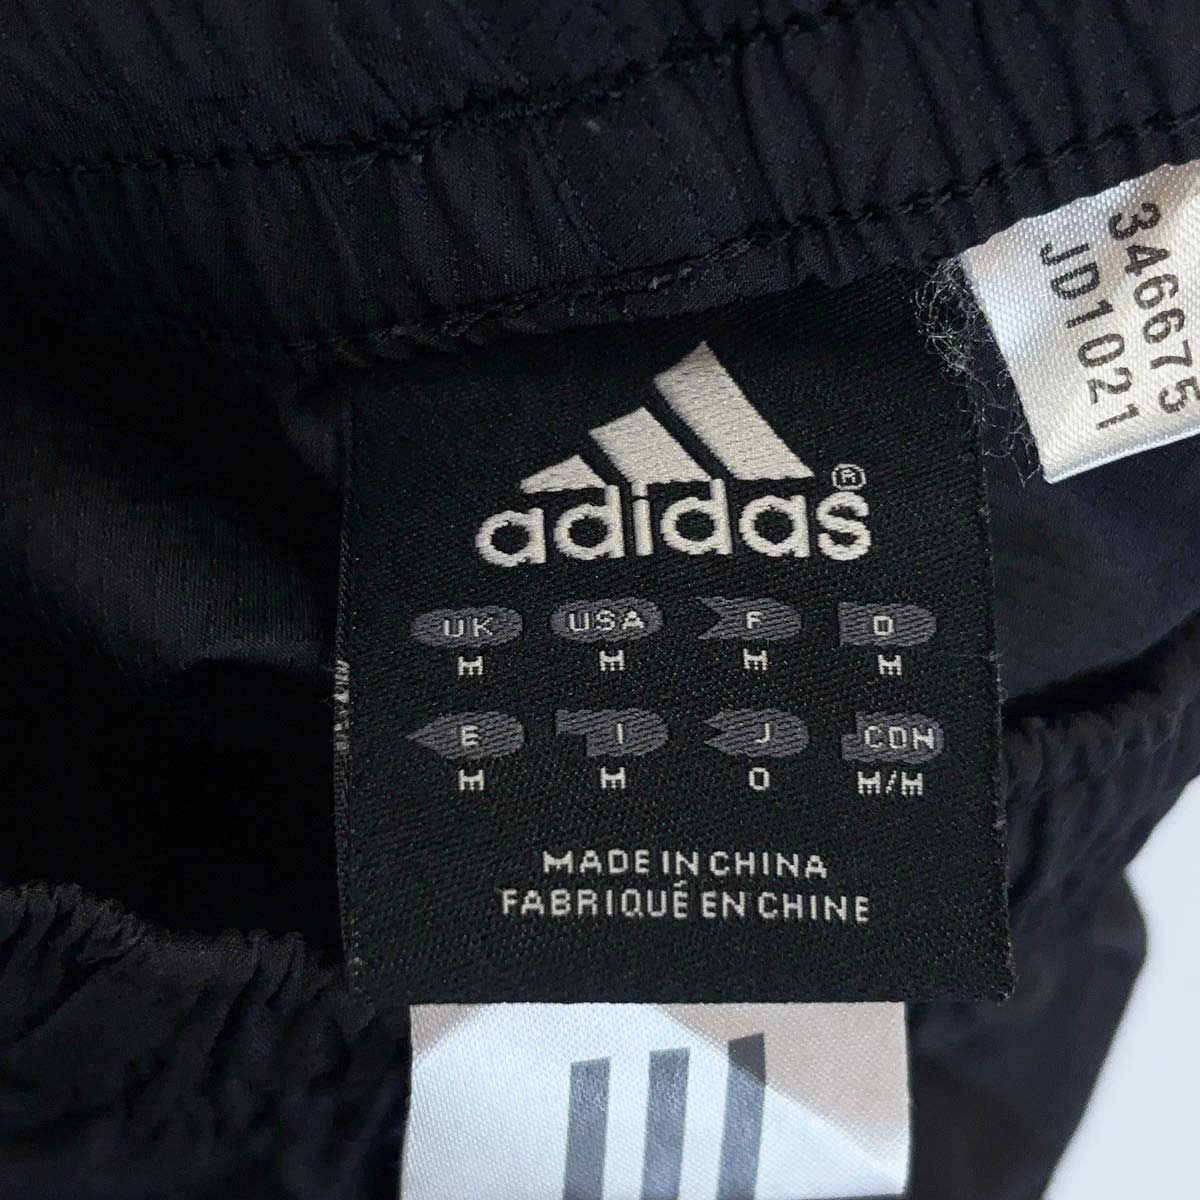 346675
JD1021
adidas®
UK USA F D
M M M M
E I J CDN
M M O M/M
MADE IN CHINA
FABRIQUÉ EN CHINE